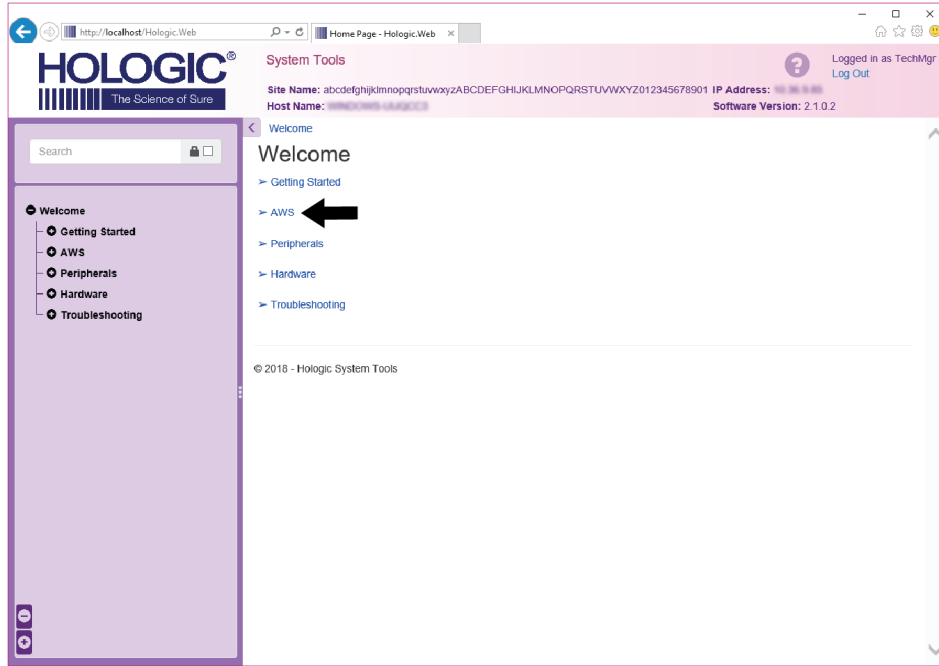 http://localhost/Hologic.Web
Home Page - Hologic.Web
HOLOGIC®
The Science of Sure
System Tools
Logged in as TechMgr
Log Out
Site Name: abcdefghijklmnopqrstuvwxyzABCDEFGHIJKLMNOPQRSTUVWXYZ012345678901 IP Address:
Host Name:
Software Version: 2.1.0.2
Search
Welcome
Getting Started
AWS
Peripherals
Hardware
Troubleshooting
Welcome
Welcome
➢ Getting Started
➢ AWS
➢ Peripherals
➢ Hardware
➢ Troubleshooting
© 2018 - Hologic System Tools